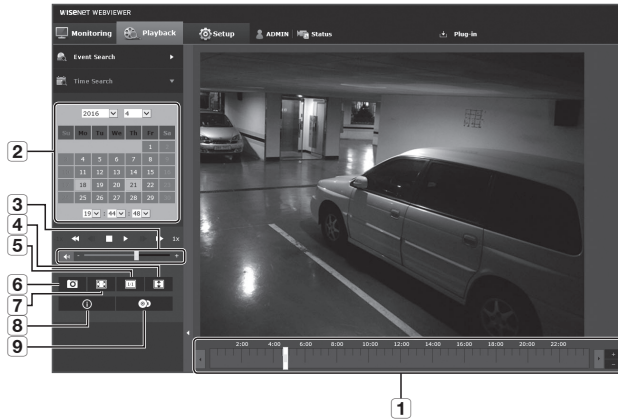 WISENET WEBVIEWER
Monitoring Playback Setup ADMIN Status Plug-in
Event Search
Time Search
2016 4
Su Mo Tu We Th Fr Sa
1
4 5 6 7 8
11 12 13 14 15
18 19 20 21 22
25 26 27 28 29
19 : 44 : 48
1x
- +
2
3
4
5
6
7
8
9
2:00 4:00 6:00 8:00 10:00 12:00 14:00 16:00 18:00 20:00 22:00
+
-
1